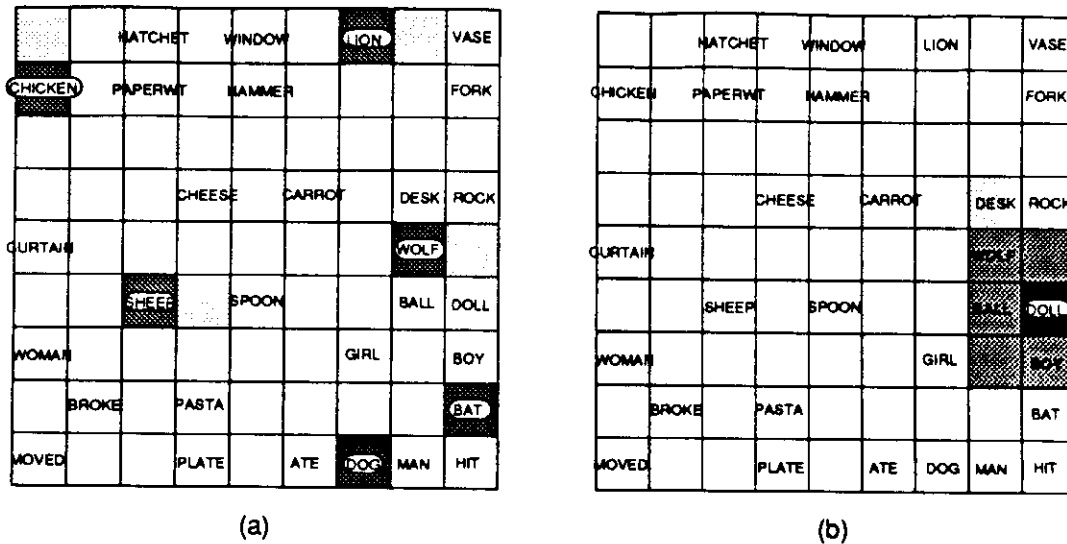 HATCHET WINDOW LION VASE
CHICKEN PAPERWT HAMMER FORK
CHEESE CARROT DESK ROCK
CURTAIN WOLF
SHEEP SPOON BALL DOLL
WOMAN GIRL BOY
BROKE PASTA BAT
MOVED PLATE ATE DOG MAN HIT
(a)
HATCHET WINDOW LION VASE
CHICKEN PAPERWT HAMMER FORK
CHEESE CARROT DESK ROCK
CURTAIN WOLF
SHEEP SPOON BALL DOLL
WOMAN GIRL BOY
BROKE PASTA BAT
MOVED PLATE ATE DOG MAN HIT
(b)